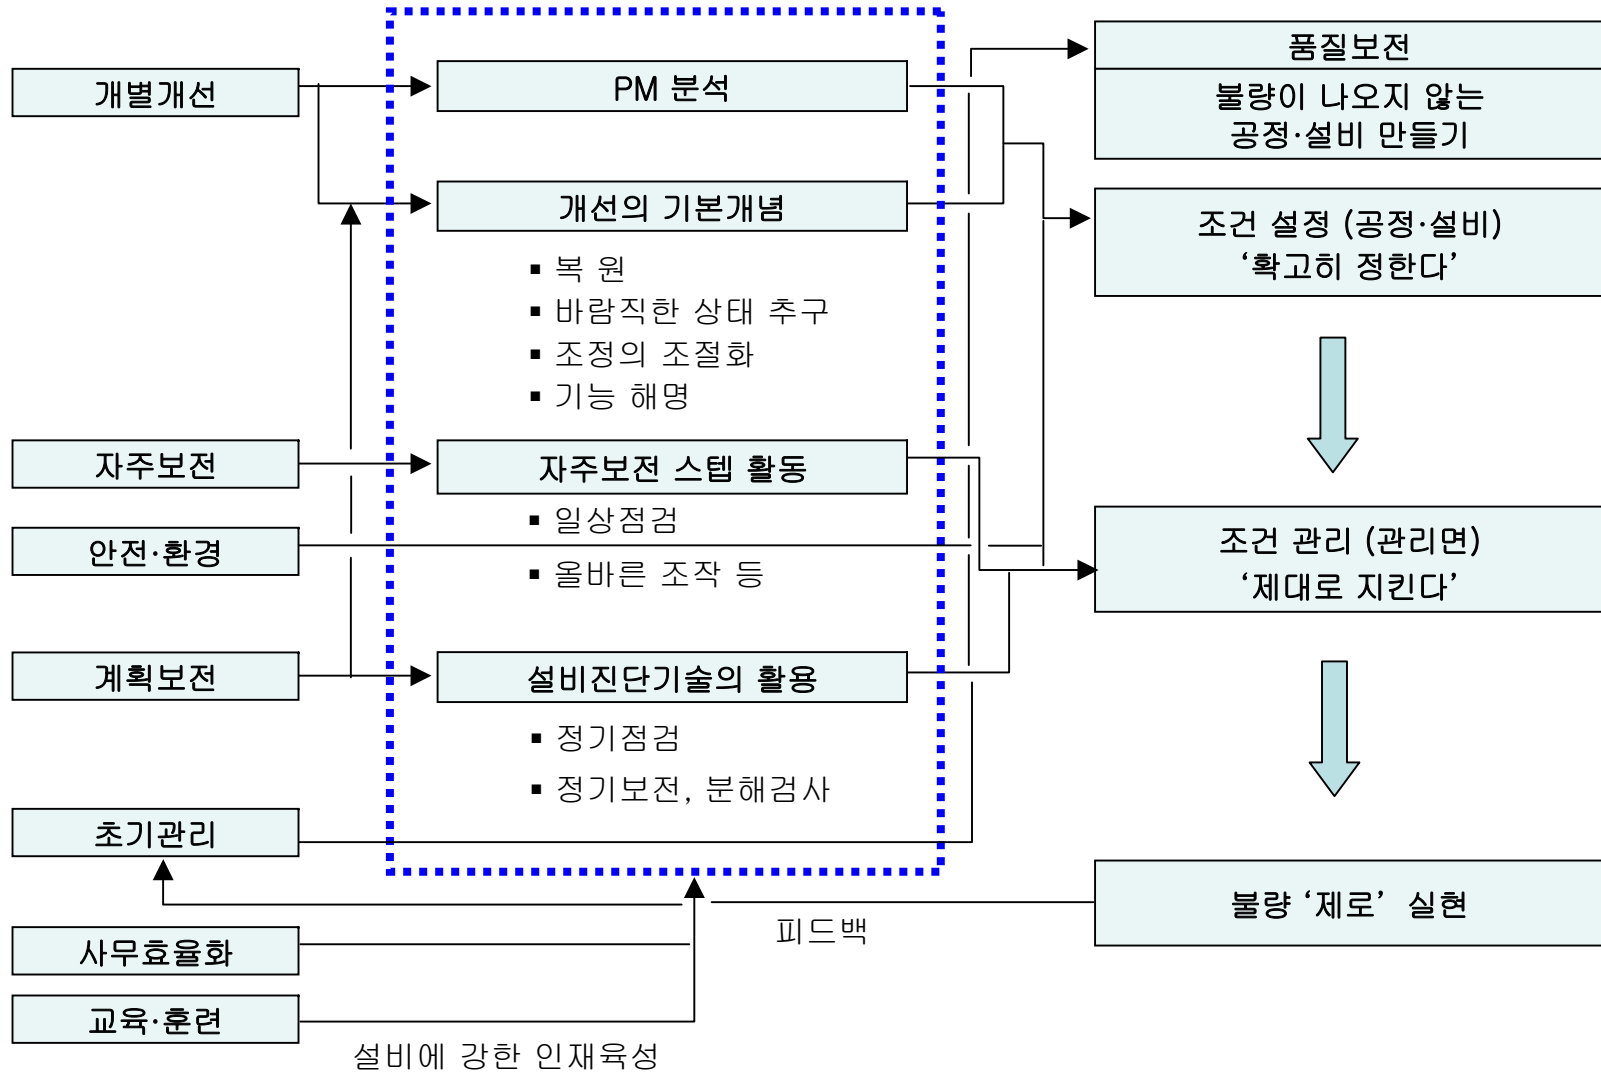 개별개선
자주보전
안전·환경
계획보전
초기관리
사무효율화
교육·훈련
PM 분석
개선의 기본개념
▪ 복 원
▪ 바람직한 상태 추구
▪ 조정의 조절화
▪ 기능 해명
자주보전 스텝 활동
▪ 일상점검
▪ 올바른 조작 등
설비진단기술의 활용
▪ 정기점검
▪ 정기보전, 분해검사
품질보전
불량이 나오지 않는
공정·설비 만들기
조건 설정 (공정·설비)
‘확고히 정한다’
조건 관리 (관리면)
‘제대로 지킨다’
불량 ‘제로’ 실현
피드백
설비에 강한 인재육성